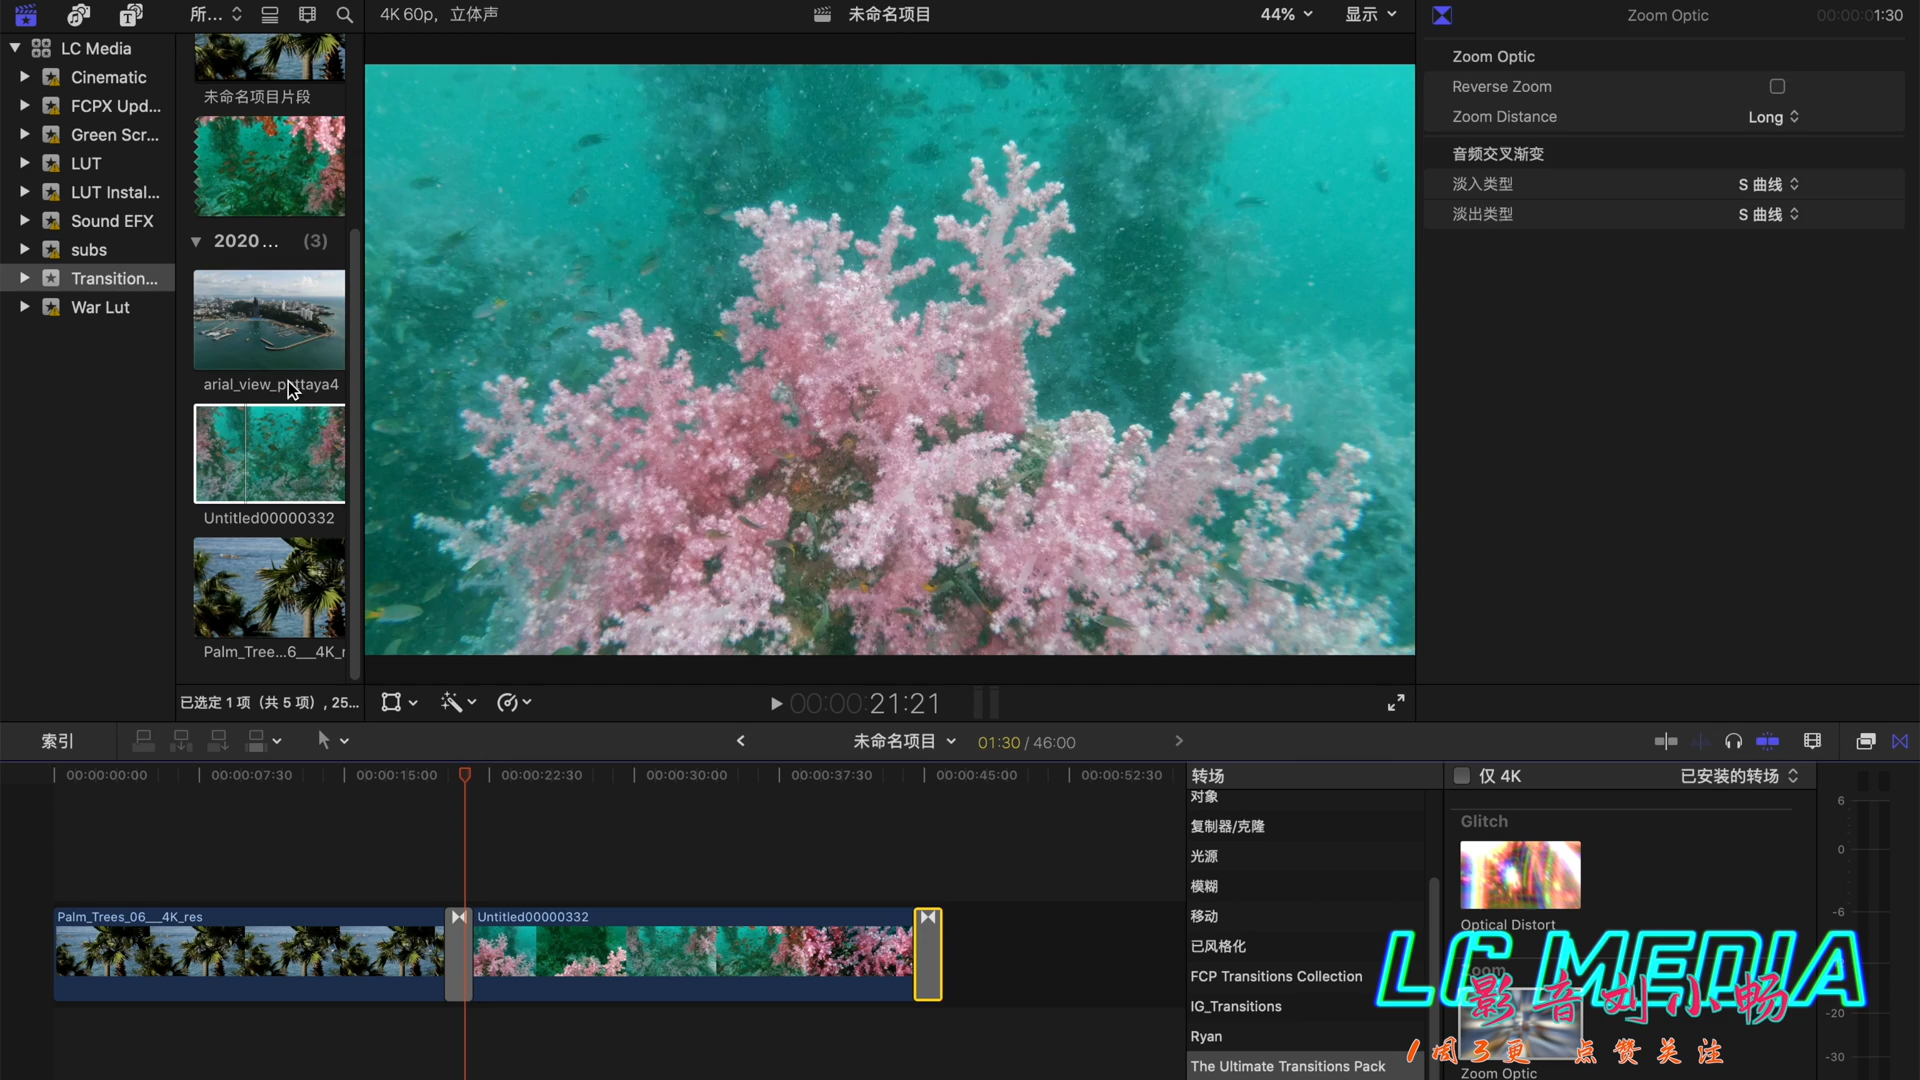 所...
4K 60p，立体声
未命名项目
44%
显示
Zoom Optic
00:00:01:30
LC Media
Cinematic
FCPX Upd...
Green Scr...
LUT
LUT Instal...
Sound EFX
subs
Transition...
War Lut
未命名项目片段
2020...
(3)
arial_view_pattaya4
Untitled00000332
Palm_Tree...6___4K_r
已选定 1 项（共 5 项）, 25...
Zoom Optic
Reverse Zoom
Zoom Distance
Long
音频交叉渐变
淡入类型
S 曲线
淡出类型
S 曲线
00:00:00:21:21
索引
未命名项目
01:30 / 46:00
00:00:00:00
00:00:07:30
00:00:15:00
00:00:22:30
00:00:30:00
00:00:37:30
00:00:45:00
00:00:52:30
Palm_Trees_06___4K_res
Untitled00000332
转场
对象
复制器/克隆
光源
模糊
移动
已风格化
FCP Transitions Collection
IG_Transitions
Ryan
The Ultimate Transitions Pack
仅 4K
已安装的转场
Glitch
Optical Distort
Zoom
Zoom Optic
LC MEDIA
影音刘小畅
1周3更 点赞关注
6
0
-6
-20
-30